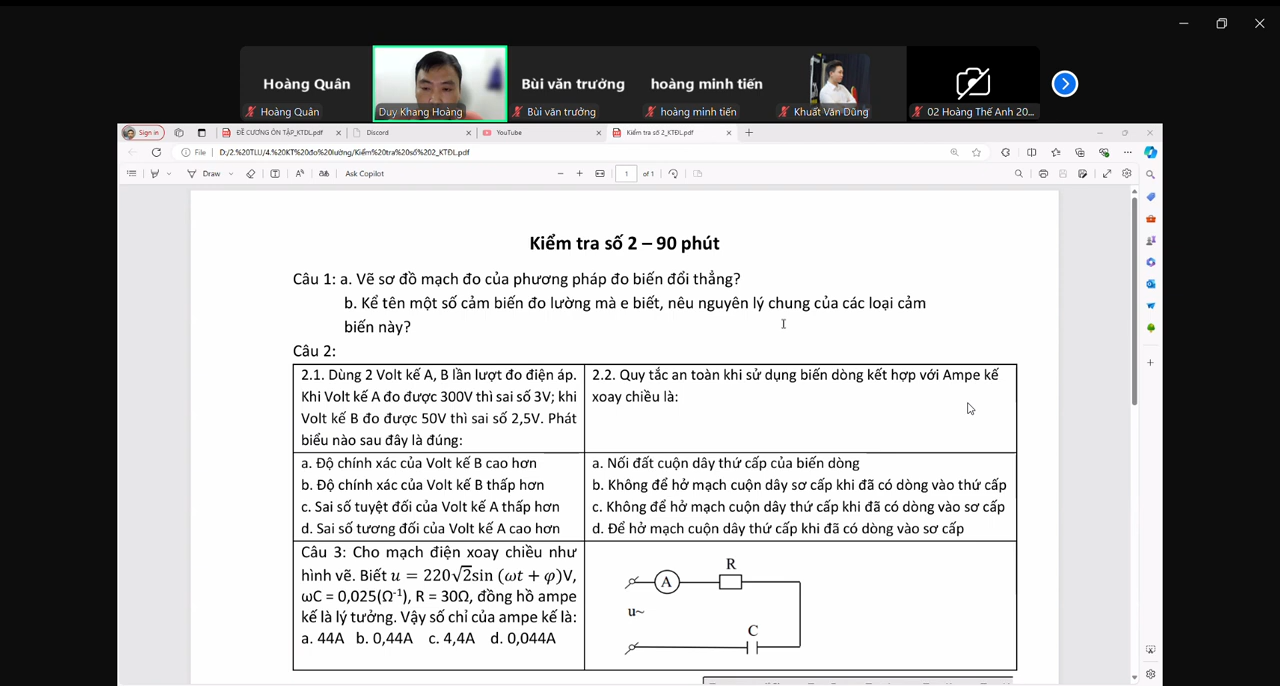 Hoàng Quân
Bùi văn trưởng
hoàng minh tiến
Hoàng Quân
Duy Khang Hoàng
Bùi văn trưởng
hoàng minh tiến
Khuất Văn Dũng
02 Hoàng Thế Anh 20...
Sign in
ĐỀ CƯƠNG ÔN TẬP_KTĐL.pdf
Discord
YouTube
Kiểm tra số 2_KTĐL.pdf
File
D:/2.%20TLU/4.%20KT%20đo%20lường/Kiểm%20tra%20số%202_KTĐL.pdf
Draw
Ask Copilot
1
of 1
Kiểm tra số 2 – 90 phút
Câu 1: a. Vẽ sơ đồ mạch đo của phương pháp đo biến đổi thẳng?
b. Kể tên một số cảm biến đo lường mà e biết, nêu nguyên lý chung của các loại cảm
biến này?
Câu 2:
2.1. Dùng 2 Volt kế A, B lần lượt đo điện áp.
Khi Volt kế A đo được 300V thì sai số 3V; khi
Volt kế B đo được 50V thì sai số 2,5V. Phát
biểu nào sau đây là đúng:
2.2. Quy tắc an toàn khi sử dụng biến dòng kết hợp với Ampe kế
xoay chiều là:
a. Độ chính xác của Volt kế B cao hơn
b. Độ chính xác của Volt kế B thấp hơn
c. Sai số tuyệt đối của Volt kế A thấp hơn
d. Sai số tương đối của Volt kế A cao hơn
a. Nối đất cuộn dây thứ cấp của biến dòng
b. Không để hở mạch cuộn dây sơ cấp khi đã có dòng vào thứ cấp
c. Không để hở mạch cuộn dây thứ cấp khi đã có dòng vào sơ cấp
d. Để hở mạch cuộn dây thứ cấp khi đã có dòng vào sơ cấp
Câu 3: Cho mạch điện xoay chiều như
hình vẽ. Biết u = 220√2sin (ωt + φ)V,
ωC = 0,025(Ω⁻¹), R = 30Ω, đồng hồ ampe
kế là lý tưởng. Vậy số chỉ của ampe kế là:
a. 44A b. 0,44A c. 4,4A d. 0,044A
R
A
u~
C